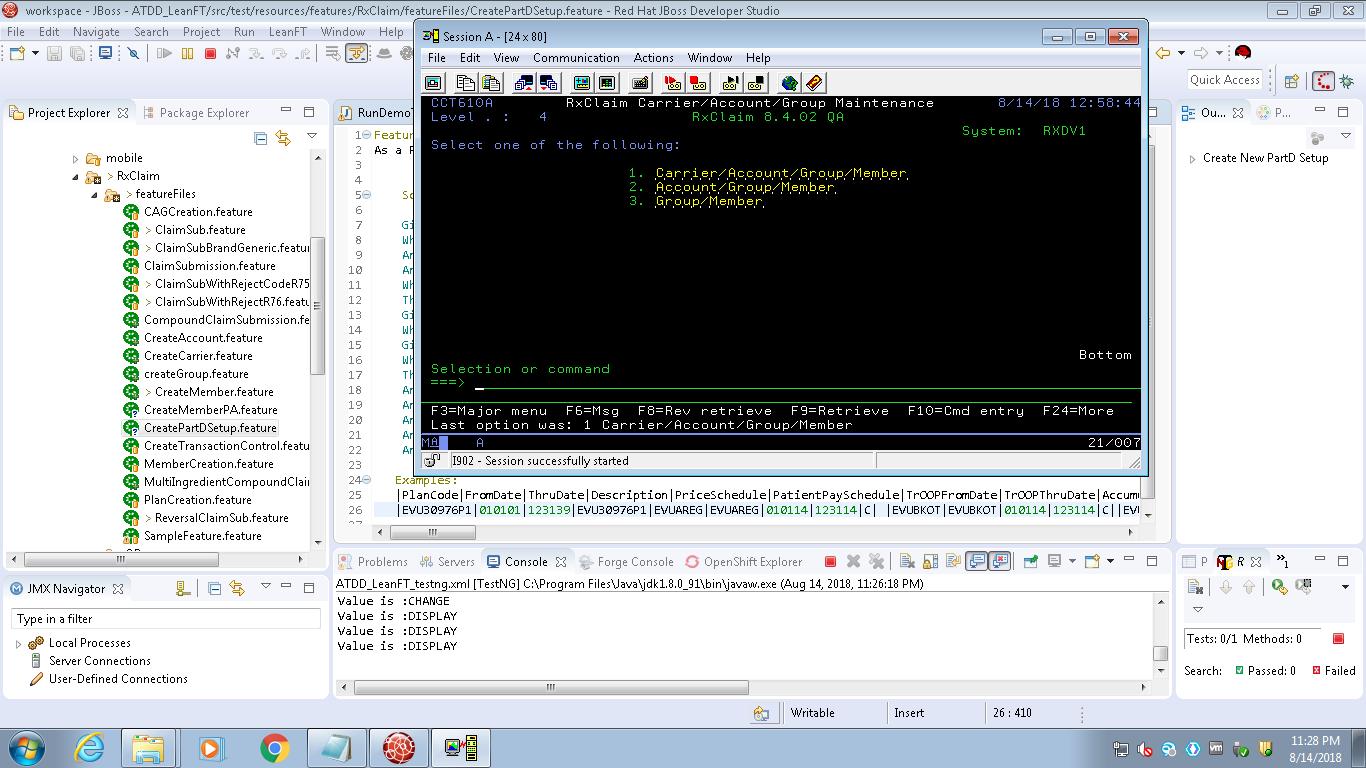 workspace - JBoss - ATDD_LeanFT/src/test/resources/features/RxClaim/featureFiles/CreatePartDSetup.feature - Red Hat JBoss Developer Studio
File Edit Navigate Search Project Run LeanFT Window Help
Quick Access
Project Explorer Package Explorer
mobile
> RxClaim
> featureFiles
CAGCreation.feature
> ClaimSub.feature
> ClaimSubBrandGeneric.featur
ClaimSubmission.feature
> ClaimSubWithRejectCodeR75
> ClaimSubWithRejectR76.featu
CompoundClaimSubmission.fe
CreateAccount.feature
CreateCarrier.feature
createGroup.feature
> CreateMember.feature
CreateMemberPA.feature
CreatePartDSetup.feature
CreateTransactionControl.featu
MemberCreation.feature
MultiIngredientCompoundClai
PlanCreation.feature
> ReversalClaimSub.feature
SampleFeature.feature
JMX Navigator
Type in a filter
Local Processes
Server Connections
User-Defined Connections
RunDemoT
1 Featur
2 As a R
3
4
5 Sc
6
7 Gi
8 Wh
9 An
10 An
11 Wh
12 Th
13 Gi
14 Wh
15 Gi
16 Wh
17 Th
18 An
19 An
20 An
21 An
22 An
23
24 Examples:
25 |PlanCode|FromDate|ThruDate|Description|PriceSchedule|PatientPaySchedule|TrOOPFromDate|TrOOPThruDate|Accumu
26 |EVU30976P1|010101|123139|EVU30976P1|EVUAREG|EVUAREG|010114|123114|C| |EVUBKOT|EVUBKOT|010114|123114|C||EVU
27
Session A - [24 x 80]
File Edit View Communication Actions Window Help
CCT610A RxClaim Carrier/Account/Group Maintenance 8/14/18 12:58:44
Level . : 4 RxClaim 8.4.02 QA
System: RXDV1
Select one of the following:
1. Carrier/Account/Group/Member
2. Account/Group/Member
3. Group/Member
Bottom
Selection or command
===>
F3=Major menu F6=Msg F8=Rev retrieve F9=Retrieve F10=Cmd entry F24=More
Last option was: 1 Carrier/Account/Group/Member
MA A 21/007
I902 - Session successfully started
Ou... P...
Create New PartD Setup
Problems Servers Console Forge Console OpenShift Explorer
ATDD_LeanFT_testng.xml [TestNG] C:\Program Files\Java\jdk1.8.0_91\bin\javaw.exe (Aug 14, 2018, 11:26:18 PM)
Value is :CHANGE
Value is :DISPLAY
Value is :DISPLAY
Value is :DISPLAY
P R »1
Tests: 0/1 Methods: 0
Search: Passed: 0 Failed
Writable Insert 26 : 410
11:28 PM
8/14/2018